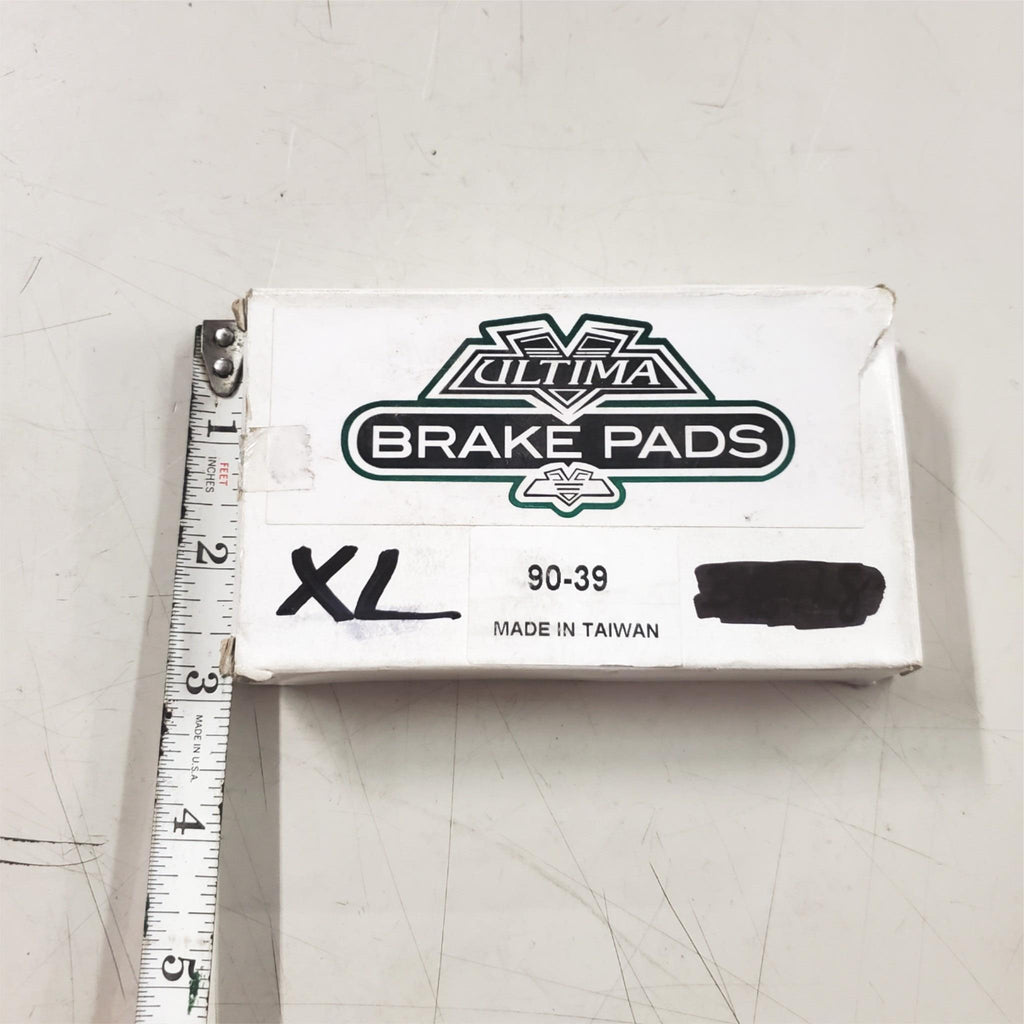 ULTIMA
BRAKE PADS
XL
90-39
MADE IN TAIWAN
1
FEET
INCHES
2
3
MADE IN U.S.A.
4
5